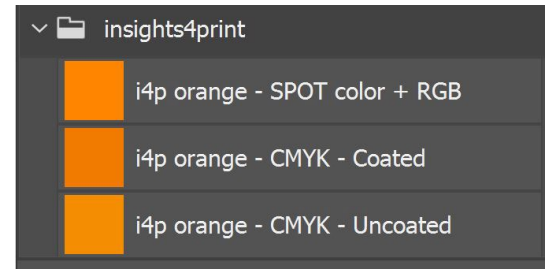 insights4print
i4p orange - SPOT color + RGB
i4p orange - CMYK - Coated
i4p orange - CMYK - Uncoated